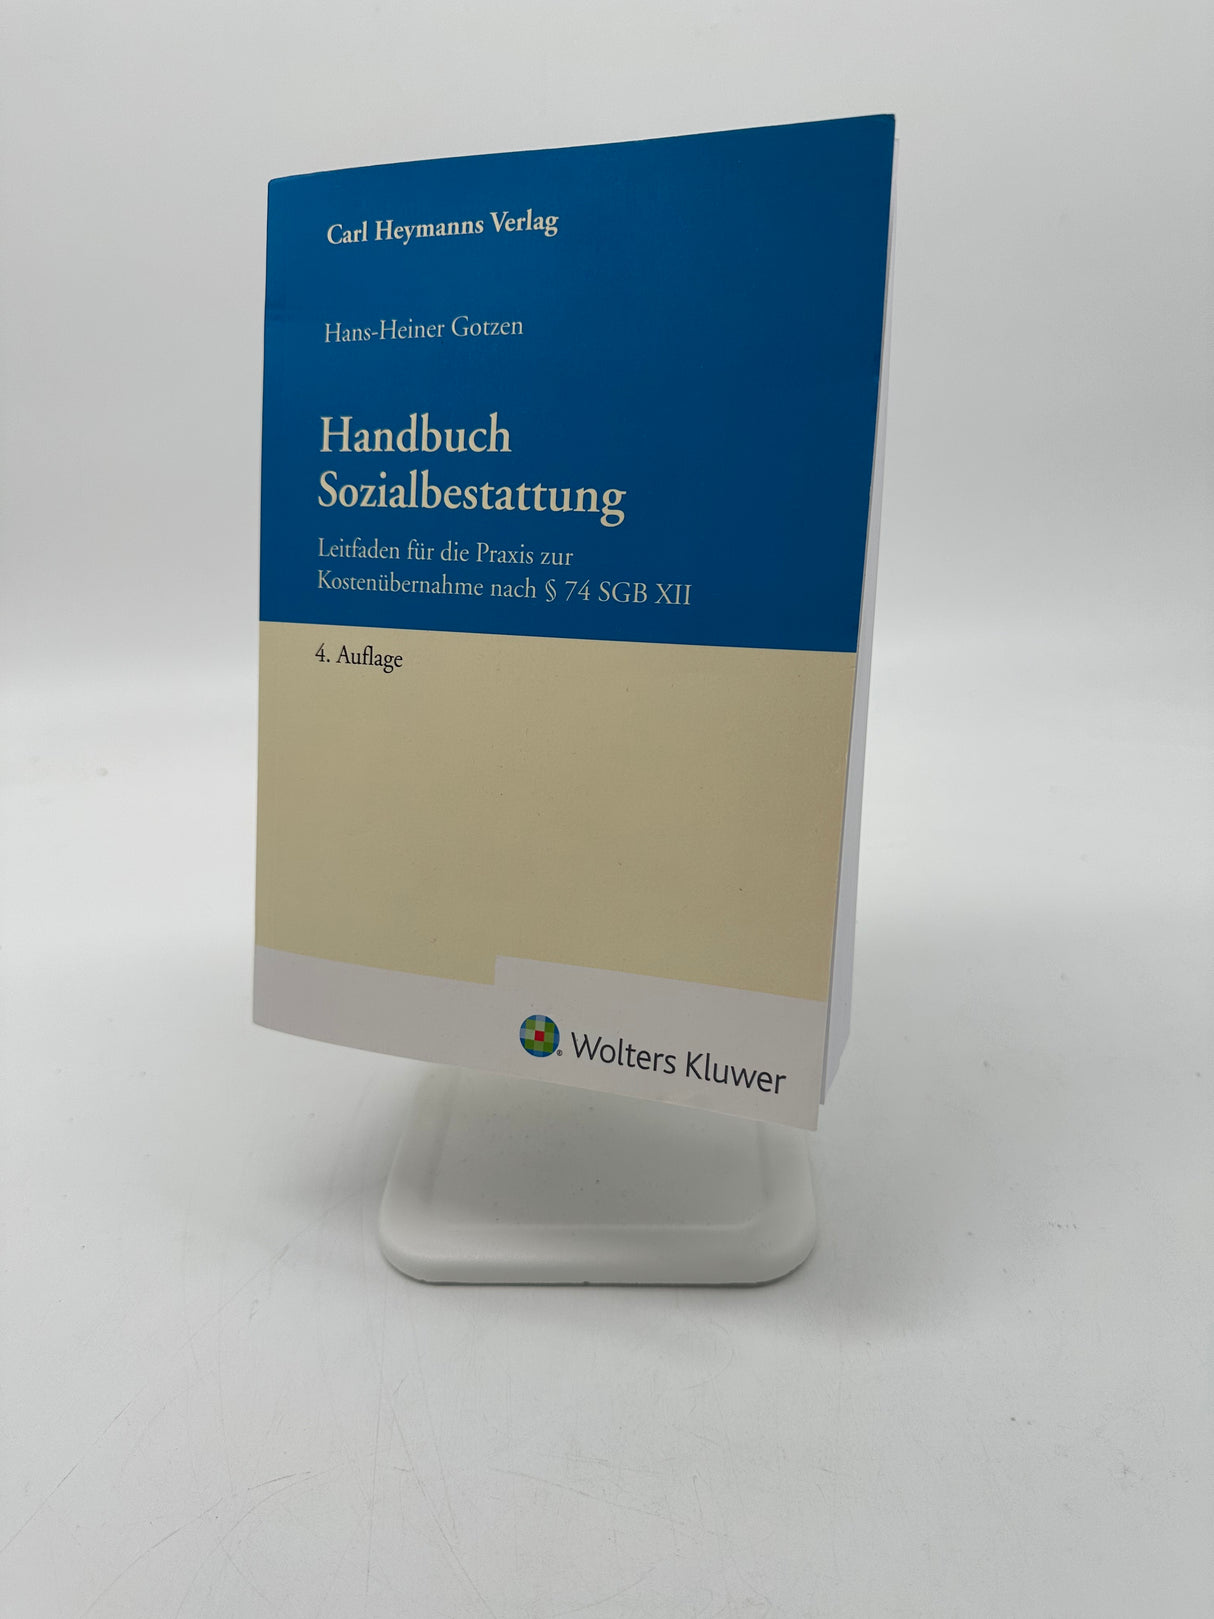 Carl Heymanns Verlag
Hans-Heiner Gotzen
Handbuch
Sozialbestattung
Leitfaden für die Praxis zur
Kostenübernahme nach § 74 SGB XII
4. Auflage
® Wolters Kluwer